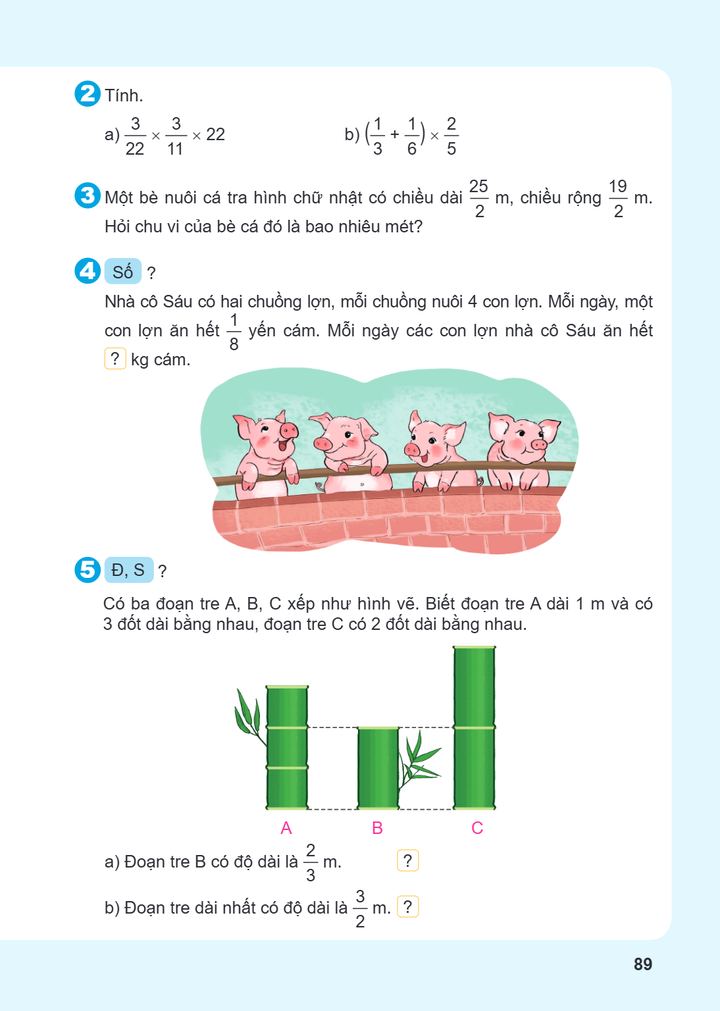 2 Tính.
a) 3/22 × 3/11 × 22 b) (1/3 + 1/6) × 2/5
3 Một bè nuôi cá tra hình chữ nhật có chiều dài 25/2 m, chiều rộng 19/2 m.
Hỏi chu vi của bè cá đó là bao nhiêu mét?
4 Số ?
Nhà cô Sáu có hai chuồng lợn, mỗi chuồng nuôi 4 con lợn. Mỗi ngày, một
con lợn ăn hết 1/8 yến cám. Mỗi ngày các con lợn nhà cô Sáu ăn hết
? kg cám.
5 Đ, S ?
Có ba đoạn tre A, B, C xếp như hình vẽ. Biết đoạn tre A dài 1 m và có
3 đốt dài bằng nhau, đoạn tre C có 2 đốt dài bằng nhau.
A B C
a) Đoạn tre B có độ dài là 2/3 m. ?
b) Đoạn tre dài nhất có độ dài là 3/2 m. ?
89